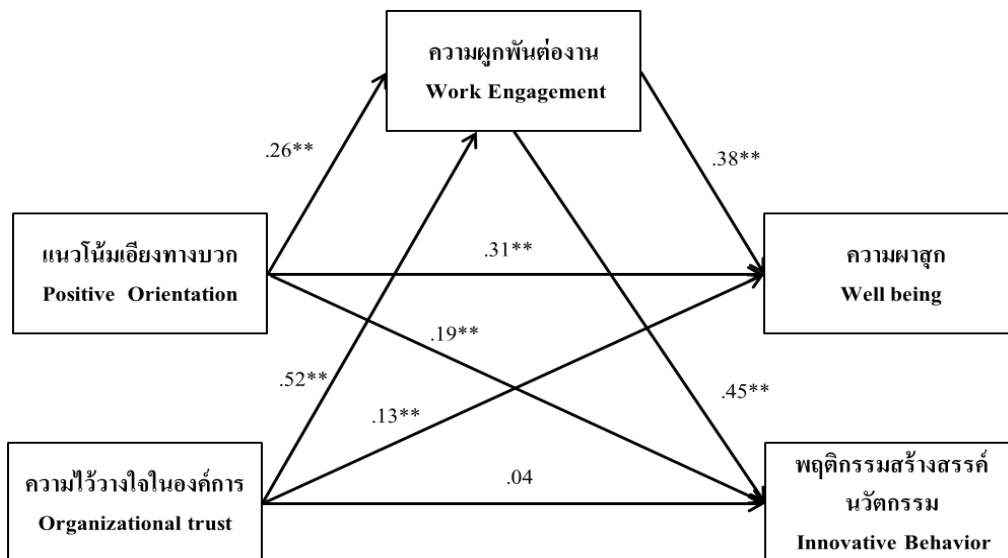 ความผูกพันต่องาน
Work Engagement
.26**
.38**
แนวโน้มเอียงทางบวก
Positive Orientation
.31**
ความผาสุก
Well being
.19**
.52**
.13**
.45**
ความไว้วางใจในองค์การ
Organizational trust
.04
พฤติกรรมสร้างสรรค์
นวัตกรรม
Innovative Behavior